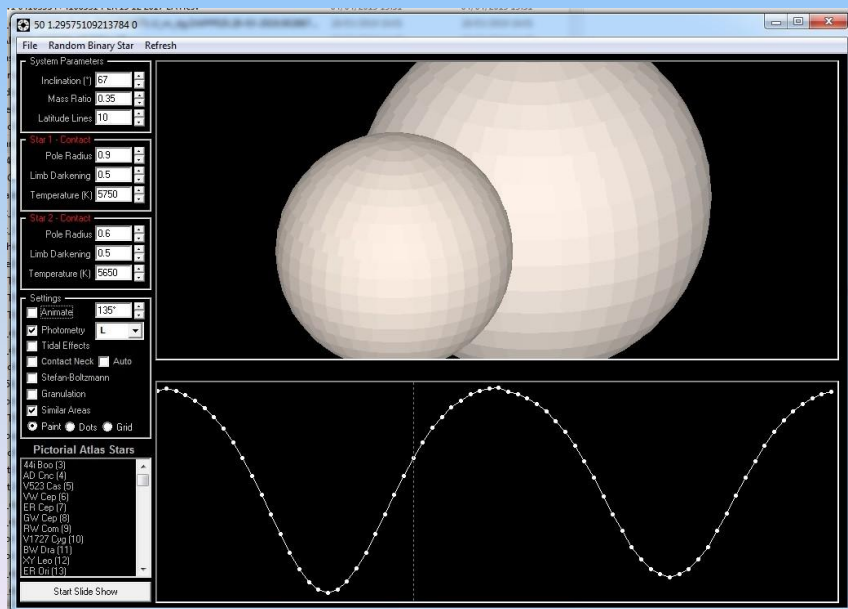 50 1.29575109213784 0
File Random Binary Star Refresh
System Parameters
Inclination (°) 67
Mass Ratio 0.35
Latitude Lines 10
Star 1 - Contact
Pole Radius 0.9
Limb Darkening 0.5
Temperature (K) 5750
Star 2 - Contact
Pole Radius 0.6
Limb Darkening 0.5
Temperature (K) 5650
Settings
Animate 135°
Photometry L
Tidal Effects
Contact Neck Auto
Stefan-Boltzmann
Granulation
Similar Areas
Paint Dots Grid
Pictorial Atlas Stars
44i Boo (3)
AD Cnc (4)
V523 Cas (5)
VW Cep (6)
ER Cep (7)
GW Cep (8)
RW Com (9)
V1727 Cyg (10)
BW Dra (11)
XY Leo (12)
ER Ori (13)
Start Slide Show